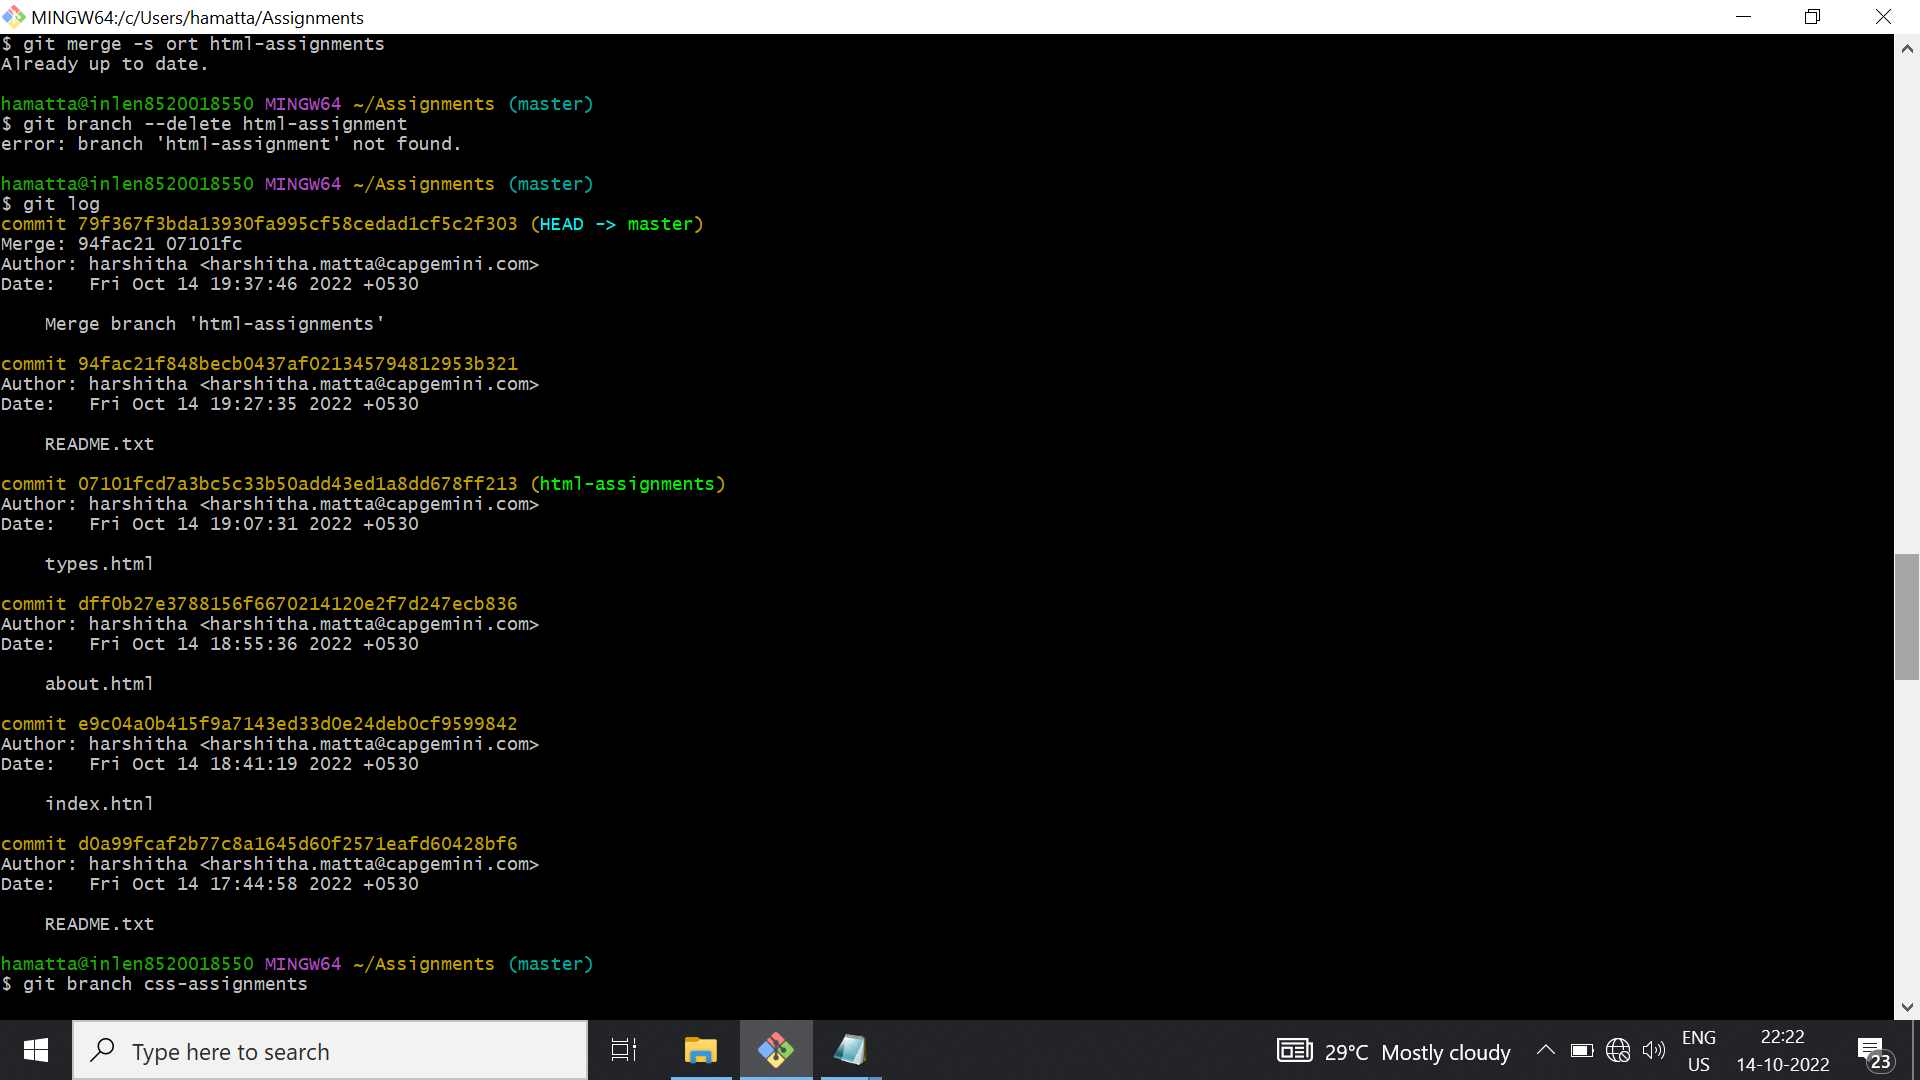 MINGW64:/c/Users/hamatta/Assignments
$ git merge -s ort html-assignments
Already up to date.
hamatta@inlen8520018550 MINGW64 ~/Assignments (master)
$ git branch --delete html-assignment
error: branch 'html-assignment' not found.
hamatta@inlen8520018550 MINGW64 ~/Assignments (master)
$ git log
commit 79f367f3bda13930fa995cf58cedad1cf5c2f303 (HEAD -> master)
Merge: 94fac21 07101fc
Author: harshitha <harshitha.matta@capgemini.com>
Date:   Fri Oct 14 19:37:46 2022 +0530
Merge branch 'html-assignments'
commit 94fac21f848becb0437af021345794812953b321
Author: harshitha <harshitha.matta@capgemini.com>
Date:   Fri Oct 14 19:27:35 2022 +0530
README.txt
commit 07101fcd7a3bc5c33b50add43ed1a8dd678ff213 (html-assignments)
Author: harshitha <harshitha.matta@capgemini.com>
Date:   Fri Oct 14 19:07:31 2022 +0530
types.html
commit dff0b27e3788156f6670214120e2f7d247ecb836
Author: harshitha <harshitha.matta@capgemini.com>
Date:   Fri Oct 14 18:55:36 2022 +0530
about.html
commit e9c04a0b415f9a7143ed33d0e24deb0cf9599842
Author: harshitha <harshitha.matta@capgemini.com>
Date:   Fri Oct 14 18:41:19 2022 +0530
index.htnl
commit d0a99fcaf2b77c8a1645d60f2571eafd60428bf6
Author: harshitha <harshitha.matta@capgemini.com>
Date:   Fri Oct 14 17:44:58 2022 +0530
README.txt
hamatta@inlen8520018550 MINGW64 ~/Assignments (master)
$ git branch css-assignments
Type here to search
29°C Mostly cloudy
ENG
US
22:22
14-10-2022
23